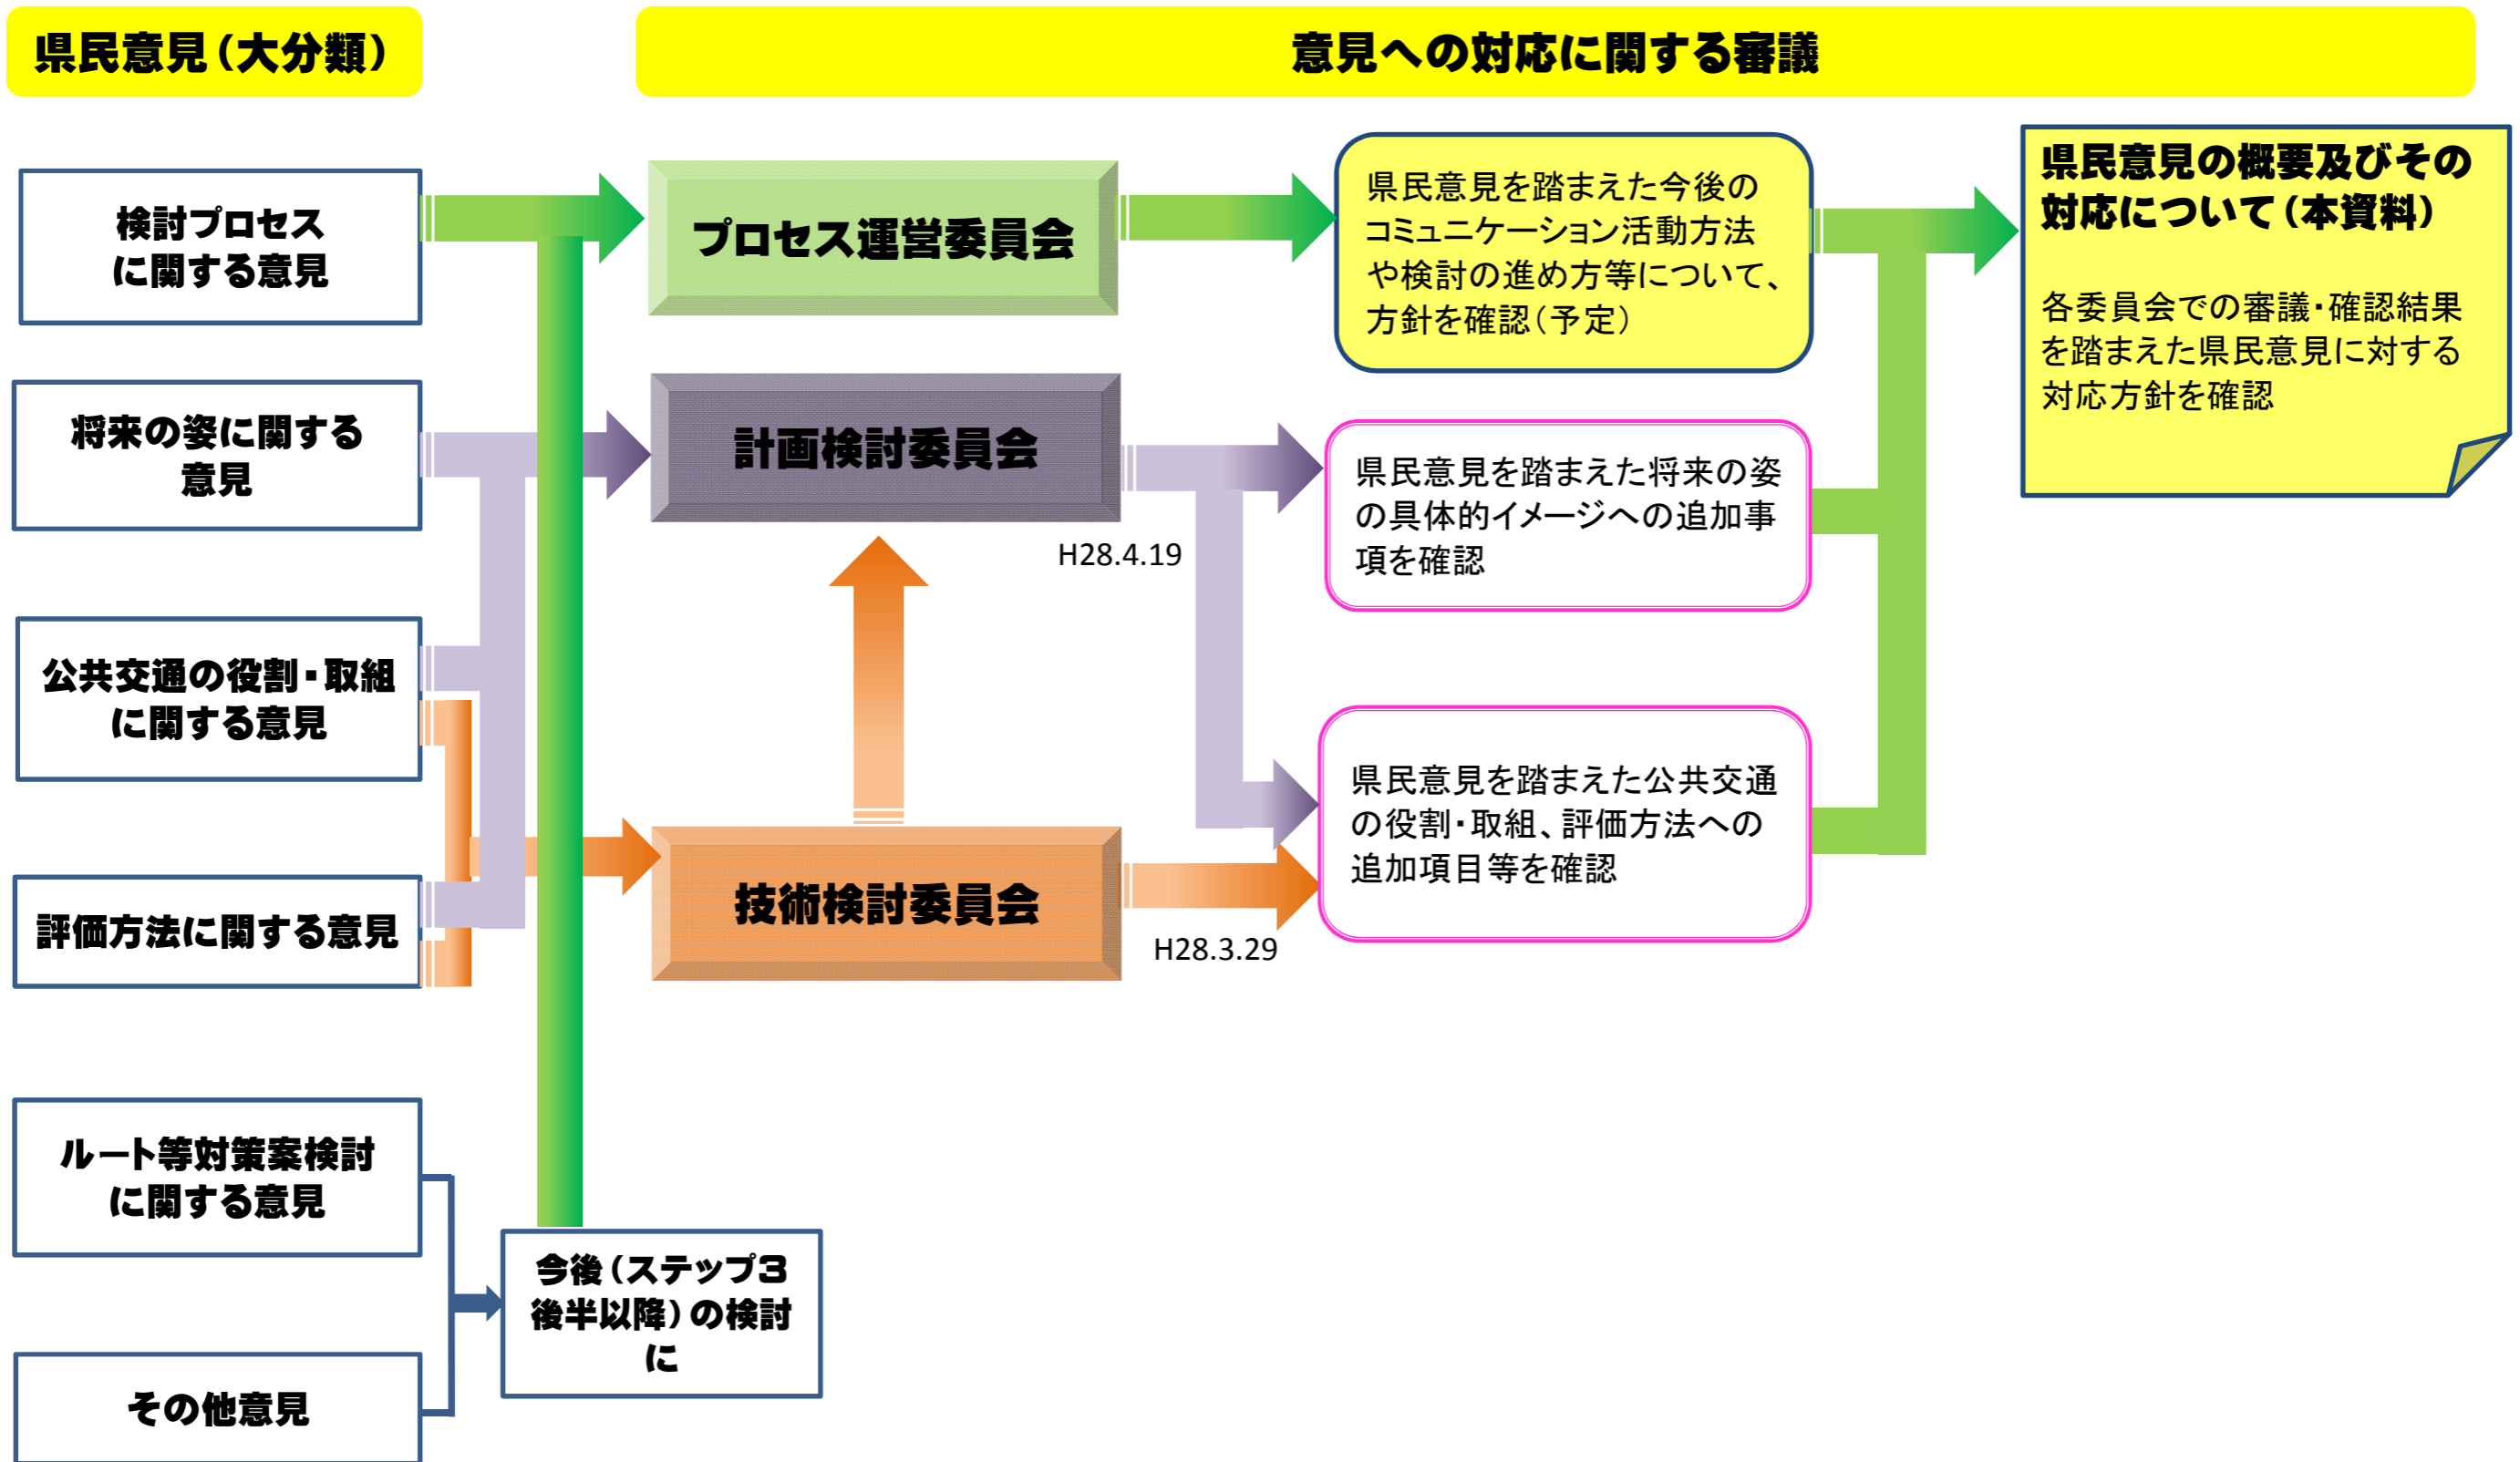 県民意見(大分類)
意見への対応に関する審議
検討プロセス
に関する意見
プロセス運営委員会
県民意見を踏まえた今後の
コミュニケーション活動方法
や検討の進め方等について、
方針を確認(予定)
県民意見の概要及びその
対応について(本資料)
各委員会での審議・確認結果
を踏まえた県民意見に対する
対応方針を確認
将来の姿に関する
意見
計画検討委員会
H28.4.19
県民意見を踏まえた将来の姿
の具体的イメージへの追加事
項を確認
公共交通の役割・取組
に関する意見
評価方法に関する意見
技術検討委員会
H28.3.29
県民意見を踏まえた公共交通
の役割・取組、評価方法への
追加項目等を確認
ルート等対策案検討
に関する意見
その他意見
今後(ステップ3
後半以降)の検討
に